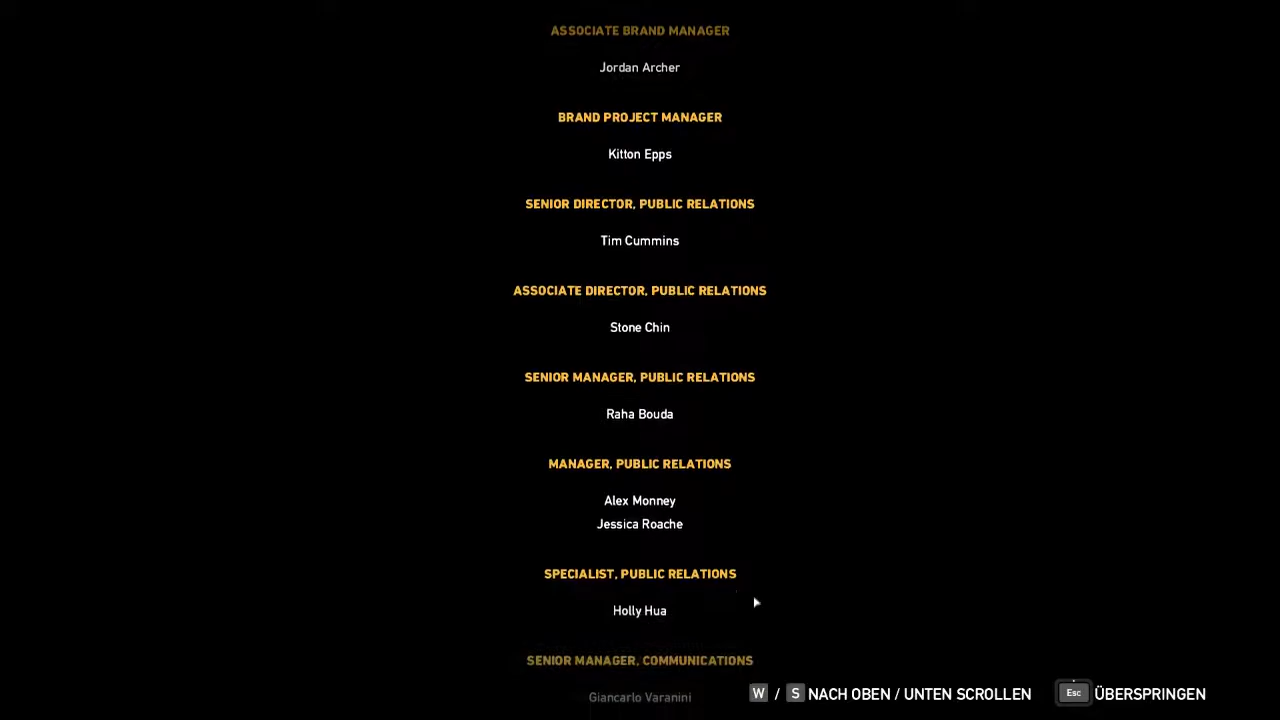 ASSOCIATE BRAND MANAGER
Jordan Archer
BRAND PROJECT MANAGER
Kitton Epps
SENIOR DIRECTOR, PUBLIC RELATIONS
Tim Cummins
ASSOCIATE DIRECTOR, PUBLIC RELATIONS
Stone Chin
SENIOR MANAGER, PUBLIC RELATIONS
Raha Bouda
MANAGER, PUBLIC RELATIONS
Alex Monney
Jessica Roache
SPECIALIST, PUBLIC RELATIONS
Holly Hua
SENIOR MANAGER, COMMUNICATIONS
Giancarlo Varanini
W / S NACH OBEN / UNTEN SCROLLEN Esc ÜBERSPRINGEN